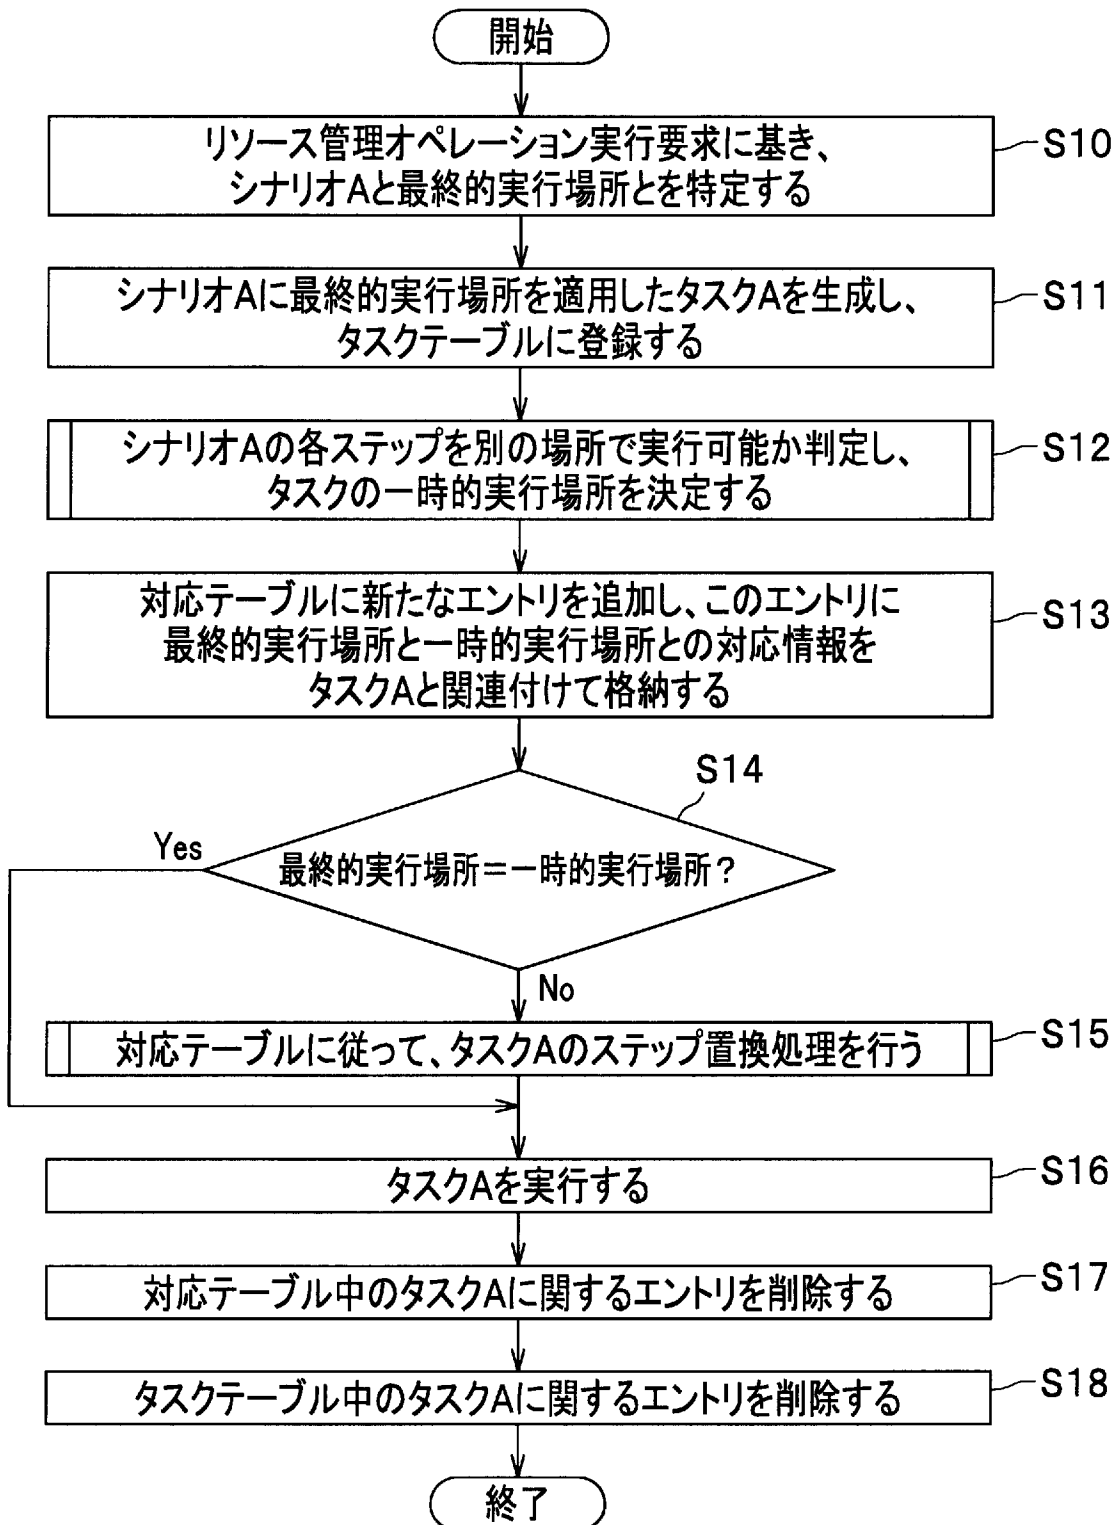 開始
リソース管理オペレーション実行要求に基き、
シナリオAと最終的実行場所とを特定する
S10
シナリオAに最終的実行場所を適用したタスクAを生成し、
タスクテーブルに登録する
S11
シナリオAの各ステップを別の場所で実行可能か判定し、
タスクの一時的実行場所を決定する
S12
対応テーブルに新たなエントリを追加し、このエントリに
最終的実行場所と一時的実行場所との対応情報を
タスクAと関連付けて格納する
S13
S14
Yes
最終的実行場所=一時的実行場所?
No
対応テーブルに従って、タスクAのステップ置換処理を行う
S15
タスクAを実行する
S16
対応テーブル中のタスクAに関するエントリを削除する
S17
タスクテーブル中のタスクAに関するエントリを削除する
S18
終了